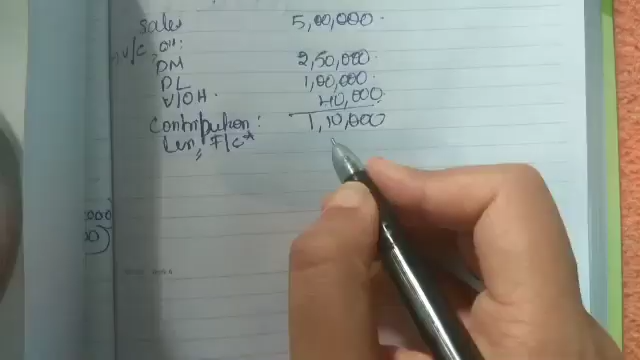 Sales 5,00,000
V/C, OH:
DM 2,50,000
DL 1,00,000
V/OH. 40,000
Contribution: 1,10,000
Less, F/C*